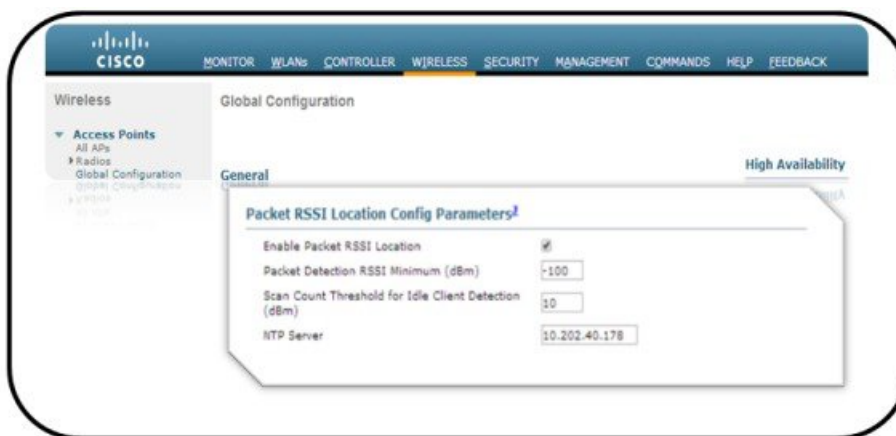 CISCO
MONITOR WLANs CONTROLLER WIRELESS SECURITY MANAGEMENT COMMANDS HELP FEEDBACK
Wireless
Global Configuration
Access Points
All APs
Radios
Global Configuration
General
High Availability
Packet RSSI Location Config Parameters
Enable Packet RSSI Location
Packet Detection RSSI Minimum (dBm)
-100
Scan Count Threshold for Idle Client Detection
(dBm)
10
NTP Server
10.202.40.178